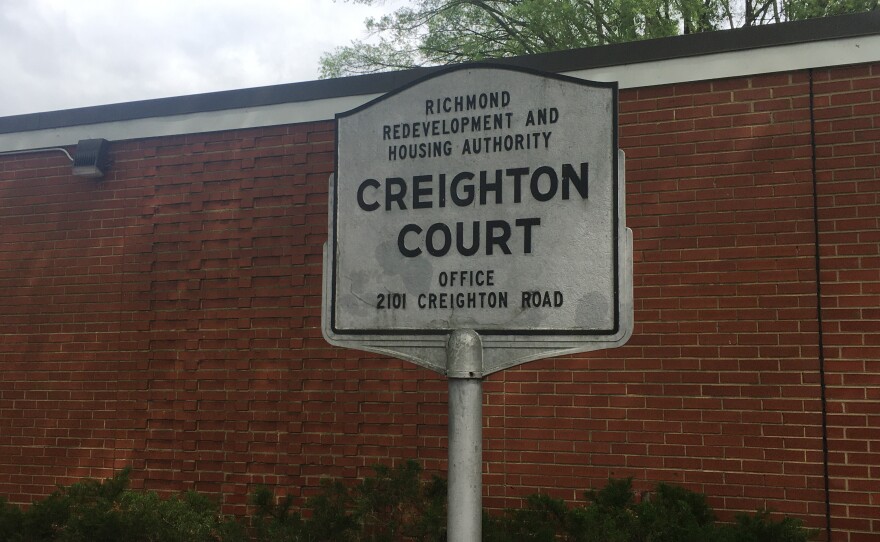 RICHMOND
REDEVELOPMENT AND
HOUSING AUTHORITY
CREIGHTON
COURT
OFFICE
2101 CREIGHTON ROAD